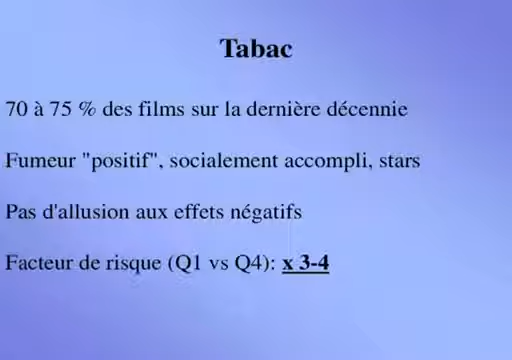 Tabac
70 à 75 % des films sur la dernière décennie
Fumeur "positif", socialement accompli, stars
Pas d'allusion aux effets négatifs
Facteur de risque (Q1 vs Q4): x 3-4